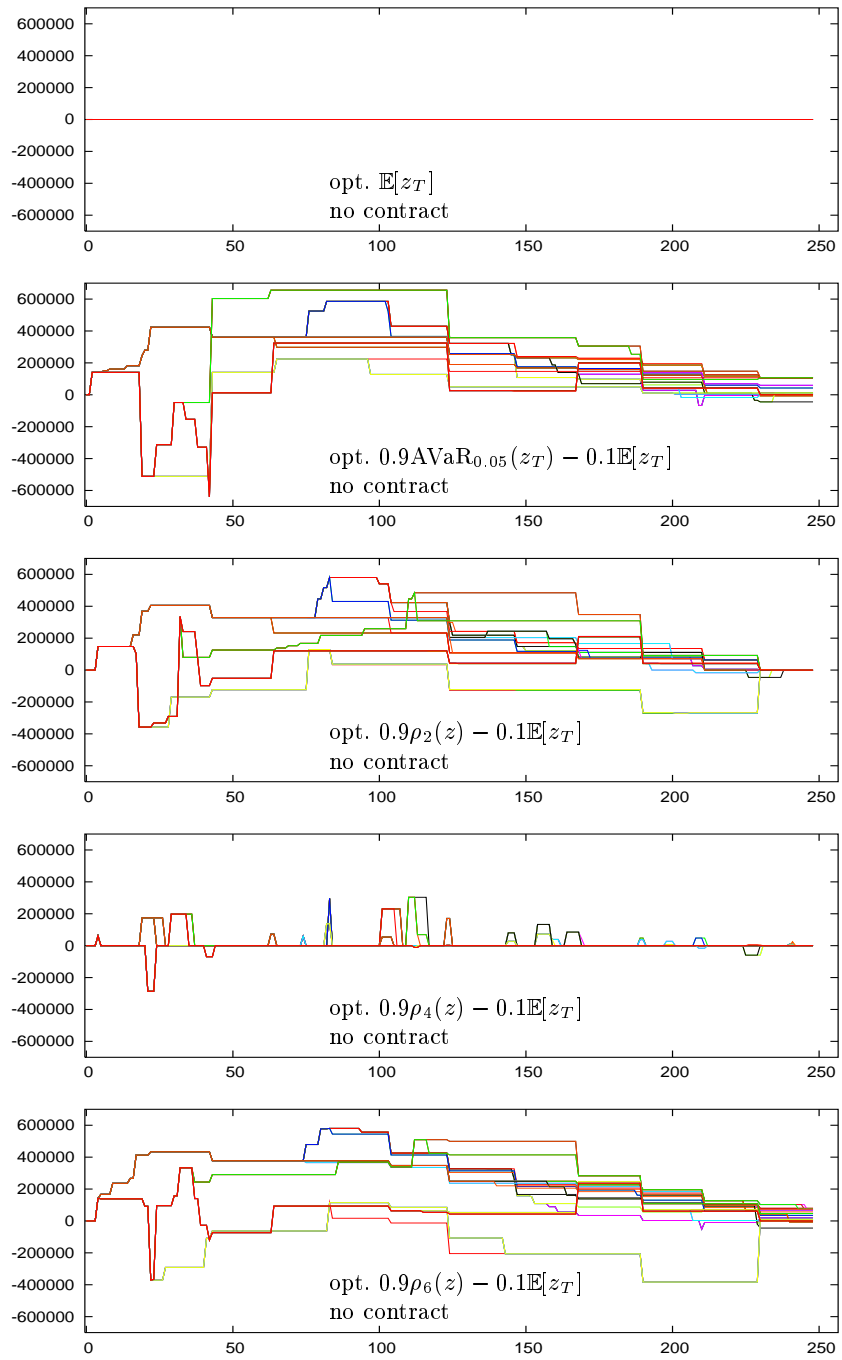 600000
400000
200000
0
-200000
-400000
-600000
opt. 𝔼[z_T]
no contract
0 50 100 150 200 250
600000
400000
200000
0
-200000
-400000
-600000
opt. 0.9AVaR_{0.05}(z_T) − 0.1𝔼[z_T]
no contract
0 50 100 150 200 250
600000
400000
200000
0
-200000
-400000
-600000
opt. 0.9ρ_2(z) − 0.1𝔼[z_T]
no contract
0 50 100 150 200 250
600000
400000
200000
0
-200000
-400000
-600000
opt. 0.9ρ_4(z) − 0.1𝔼[z_T]
no contract
0 50 100 150 200 250
600000
400000
200000
0
-200000
-400000
-600000
opt. 0.9ρ_6(z) − 0.1𝔼[z_T]
no contract
0 50 100 150 200 250